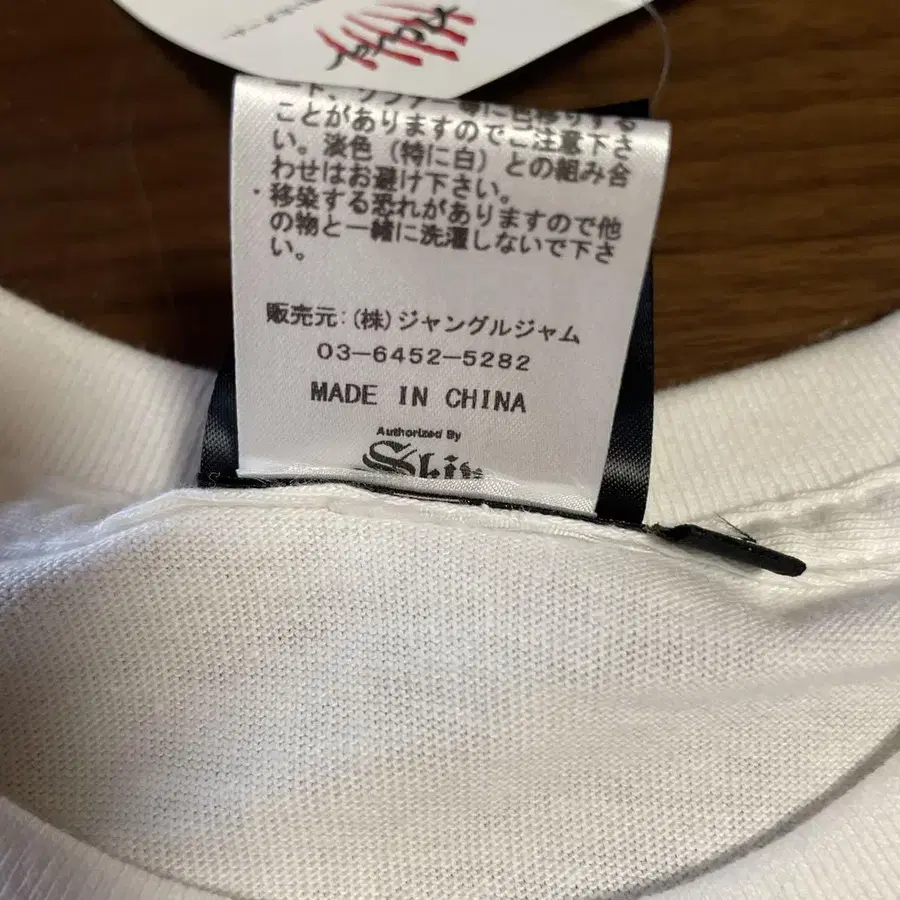 ことがありますのでご注意下さ
い。淡色（特に白）との組み合
わせはお避け下さい。
・移染する恐れがありますので他
の物と一緒に洗濯しないで下さ
い。
販売元：(株)ジャングルジャム
03-6452-5282
MADE IN CHINA
Authorized By